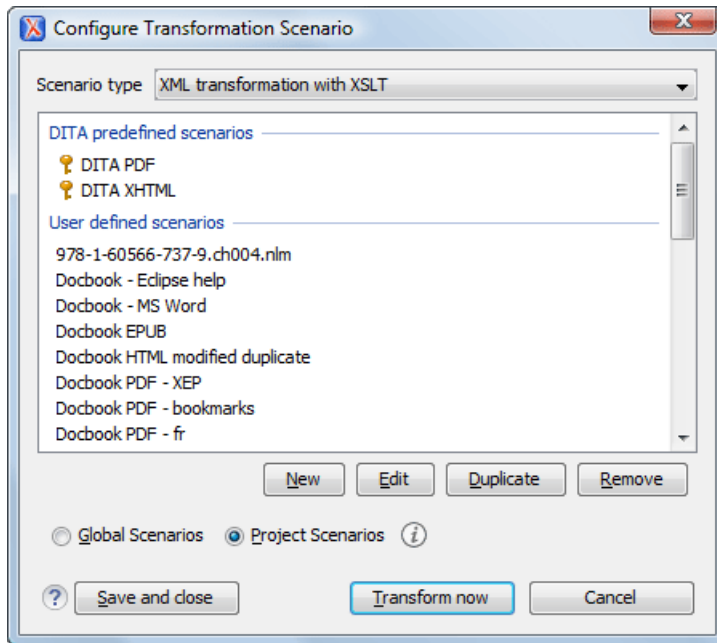 Configure Transformation Scenario
Scenario type XML transformation with XSLT
DITA predefined scenarios
DITA PDF
DITA XHTML
User defined scenarios
978-1-60566-737-9.ch004.nlm
Docbook - Eclipse help
Docbook - MS Word
Docbook EPUB
Docbook HTML modified duplicate
Docbook PDF - XEP
Docbook PDF - bookmarks
Docbook PDF - fr
New Edit Duplicate Remove
Global Scenarios Project Scenarios i
? Save and close Transform now Cancel